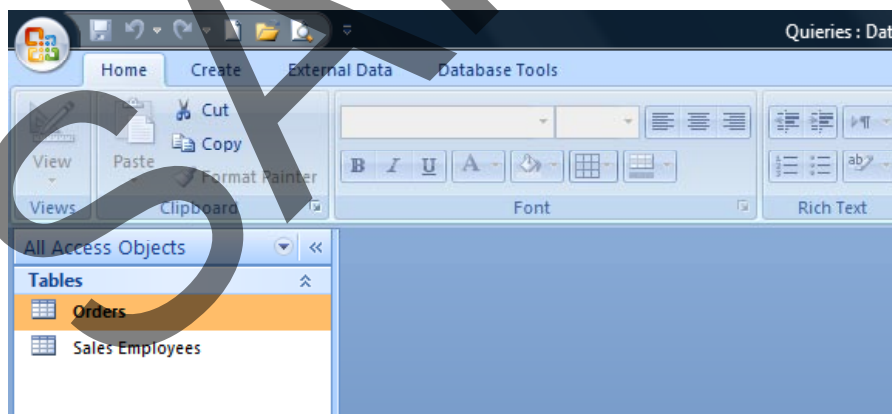 Quieries : Dat
Home Create External Data Database Tools
Cut
Copy
Format Painter
View
Paste
B I U A ab
Views Clipboard Font Rich Text
All Access Objects
Tables
Orders
Sales Employees